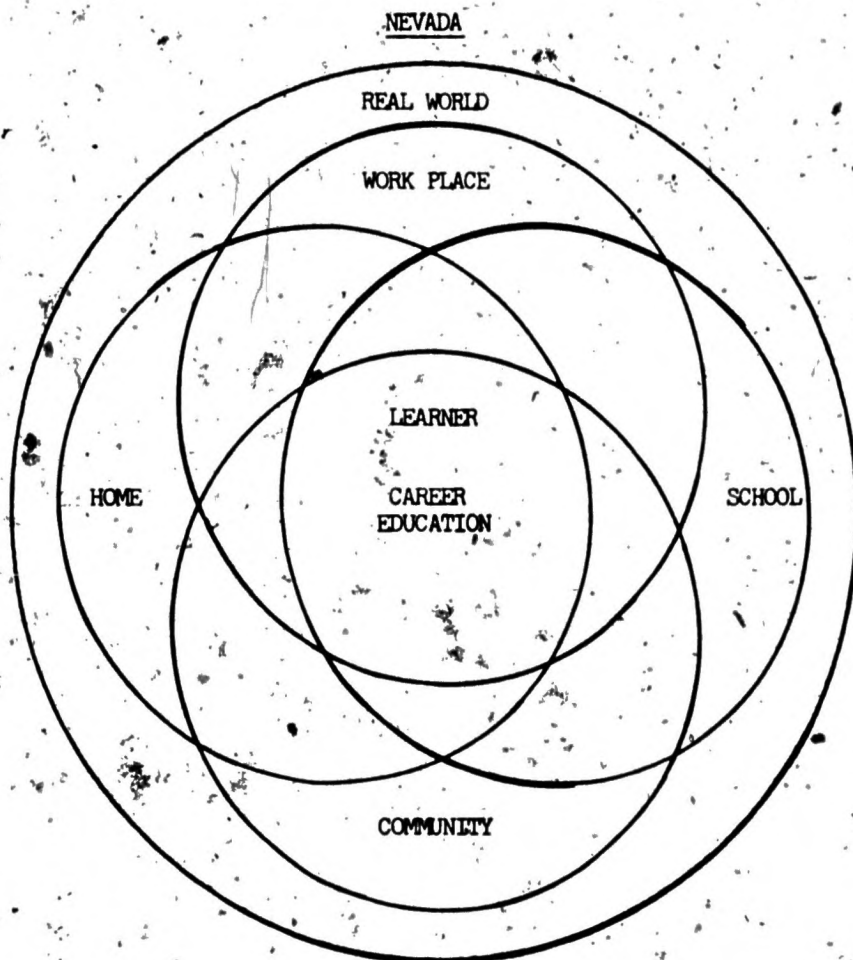 NEVADA
REAL WORLD
WORK PLACE
LEARNER
HOME
CAREER
EDUCATION
SCHOOL
COMMUNITY